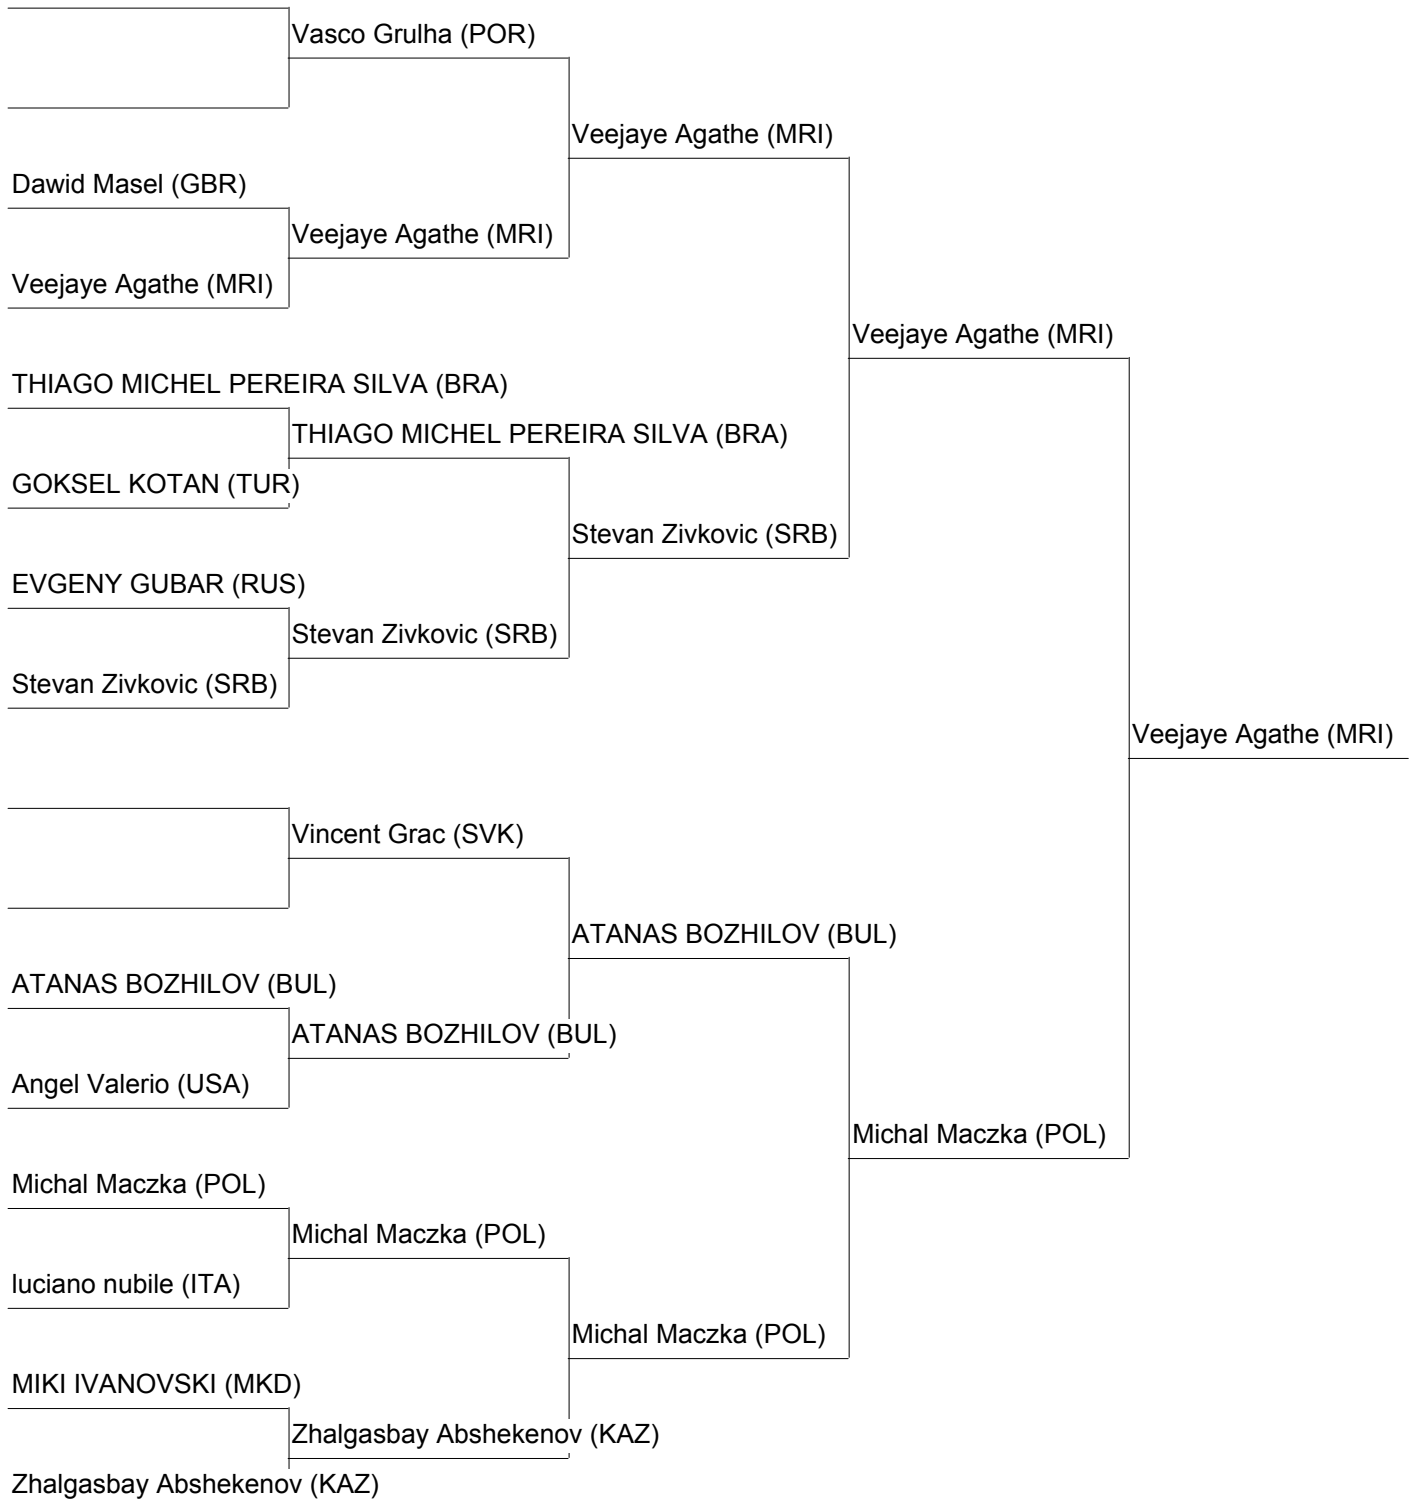 Vasco Grulha (POR)
Veejaye Agathe (MRI)
Dawid Masel (GBR)
Veejaye Agathe (MRI)
Veejaye Agathe (MRI)
Veejaye Agathe (MRI)
THIAGO MICHEL PEREIRA SILVA (BRA)
THIAGO MICHEL PEREIRA SILVA (BRA)
GOKSEL KOTAN (TUR)
Stevan Zivkovic (SRB)
EVGENY GUBAR (RUS)
Stevan Zivkovic (SRB)
Stevan Zivkovic (SRB)
Veejaye Agathe (MRI)
Vincent Grac (SVK)
ATANAS BOZHILOV (BUL)
ATANAS BOZHILOV (BUL)
ATANAS BOZHILOV (BUL)
Angel Valerio (USA)
Michal Maczka (POL)
Michal Maczka (POL)
Michal Maczka (POL)
luciano nubile (ITA)
Michal Maczka (POL)
MIKI IVANOVSKI (MKD)
Zhalgasbay Abshekenov (KAZ)
Zhalgasbay Abshekenov (KAZ)